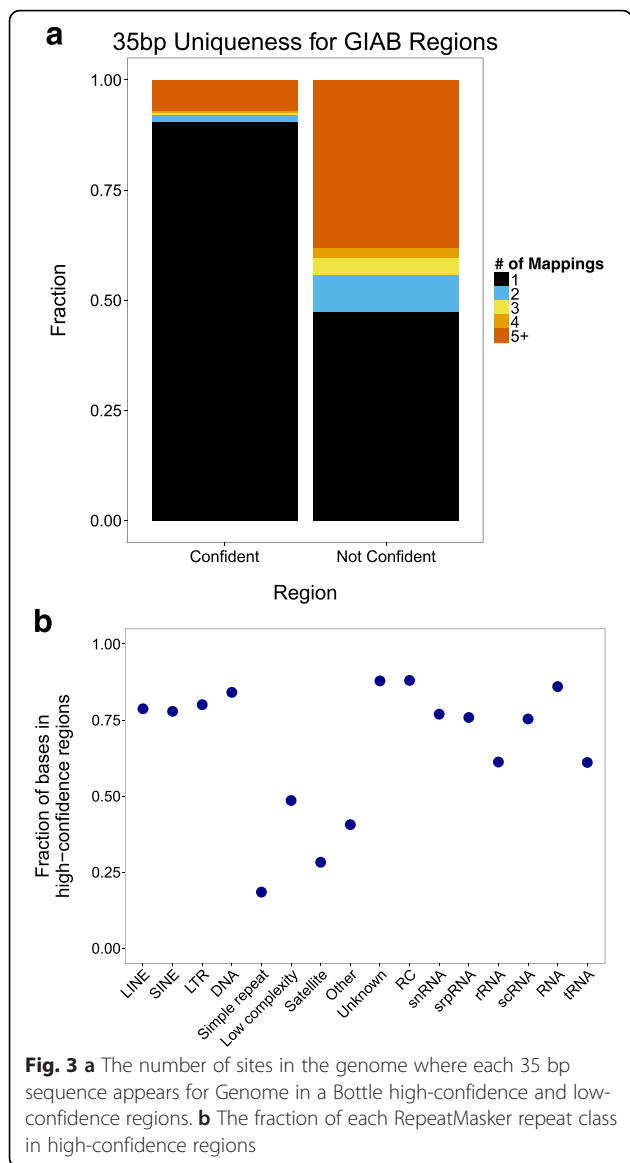 a
35bp Uniqueness for GIAB Regions
1.00
0.75
0.50
0.25
0.00
Fraction
Confident
Not Confident
Region
# of Mappings
1
2
3
4
5+
b
1.00
0.75
0.50
0.25
0.00
Fraction of bases in
high−confidence regions
LINE
SINE
LTR
DNA
Simple repeat
Low complexity
Satellite
Other
Unknown
RC
snRNA
srpRNA
rRNA
scRNA
RNA
tRNA
Fig. 3 a The number of sites in the genome where each 35 bp
sequence appears for Genome in a Bottle high-confidence and low-
confidence regions. b The fraction of each RepeatMasker repeat class
in high-confidence regions